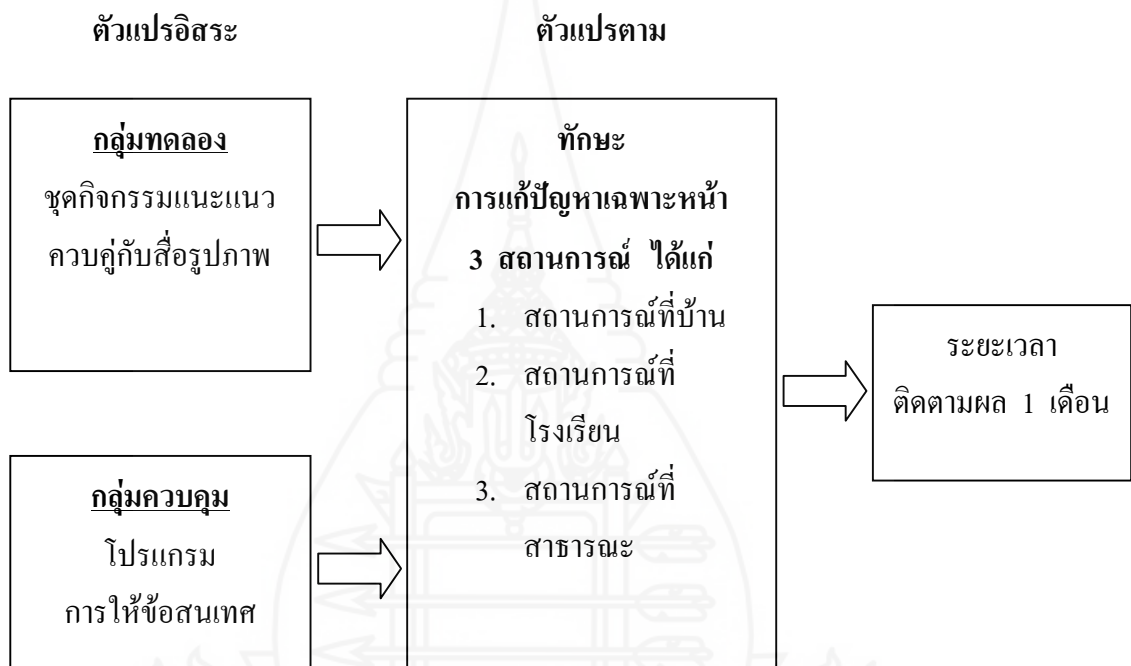 ตัวแปรอิสระ
ตัวแปรตาม
กลุ่มทดลอง
ชุดกิจกรรมแนะแนว
ควบคู่กับสื่อรูปภาพ
กลุ่มควบคุม
โปรแกรม
การให้ข้อสนเทศ
ทักษะ
การแก้ปัญหาเฉพาะหน้า
3 สถานการณ์ ได้แก่
1. สถานการณ์ที่บ้าน
2. สถานการณ์ที่
โรงเรียน
3. สถานการณ์ที่
สาธารณะ
ระยะเวลา
ติดตามผล 1 เดือน